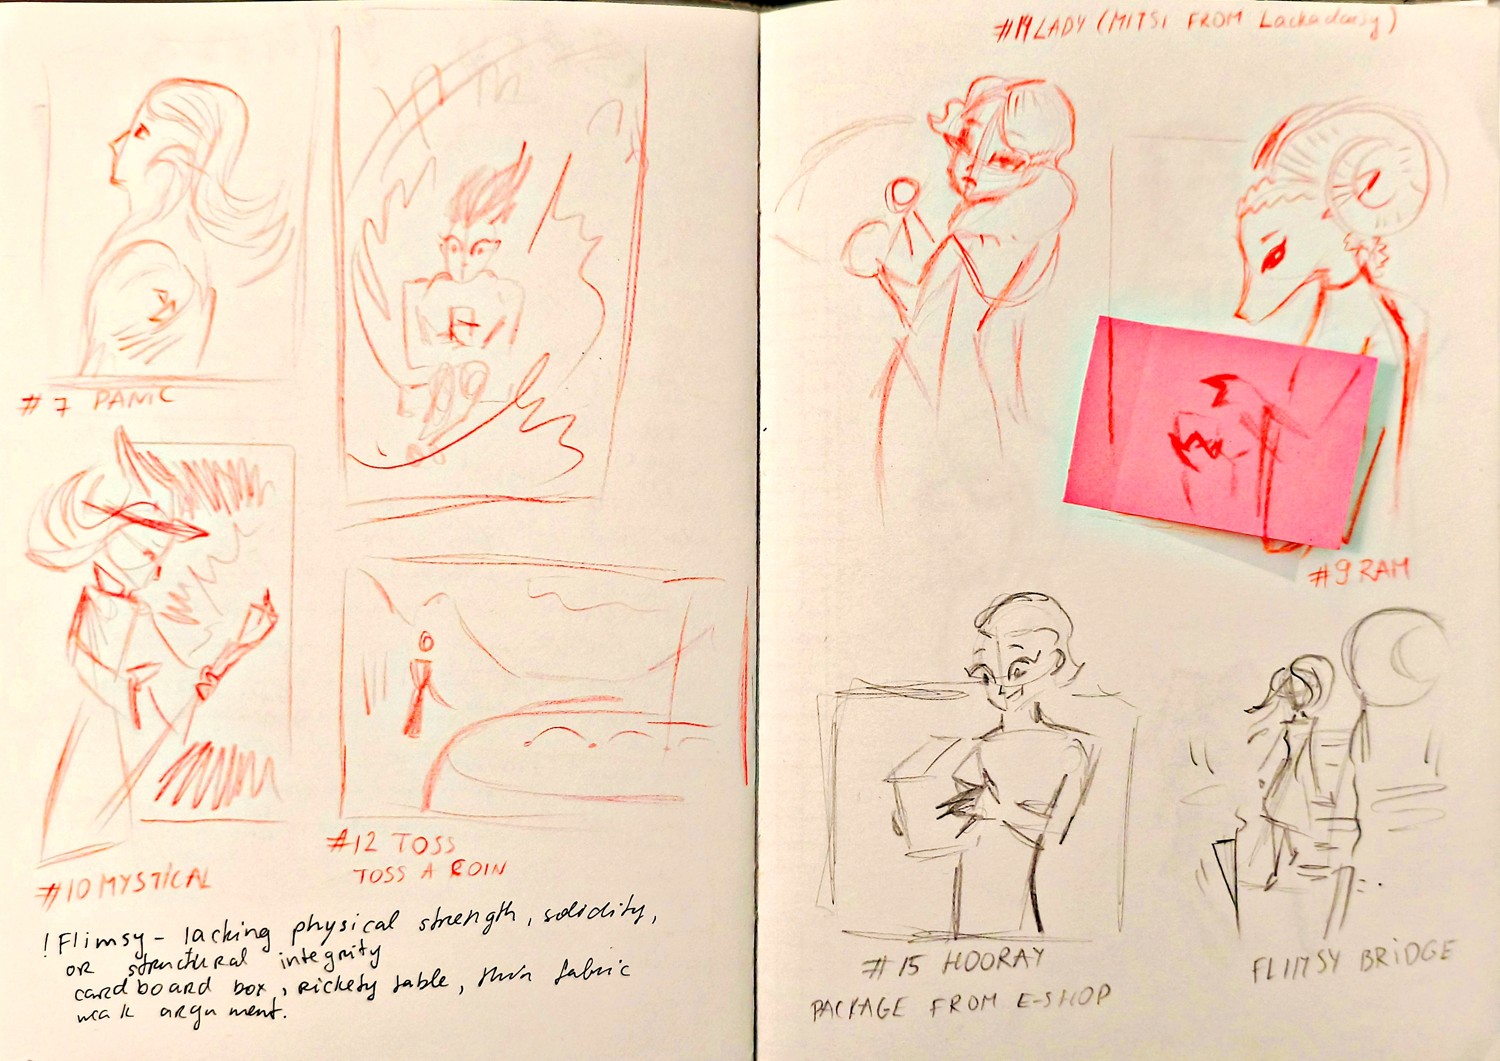 #7 PANIC
#10 MYSTICAL
#12 TOSS
TOSS A COIN
! Flimsy - lacking physical strength, solidity,
or structural integrity
cardboard box, rickety table, thin fabric
weak argument.
#14 LADY (MITSI FROM Lackadaisy)
#9 RAM
#15 HOORAY
PACKAGE FROM E-SHOP
FLIMSY BRIDGE